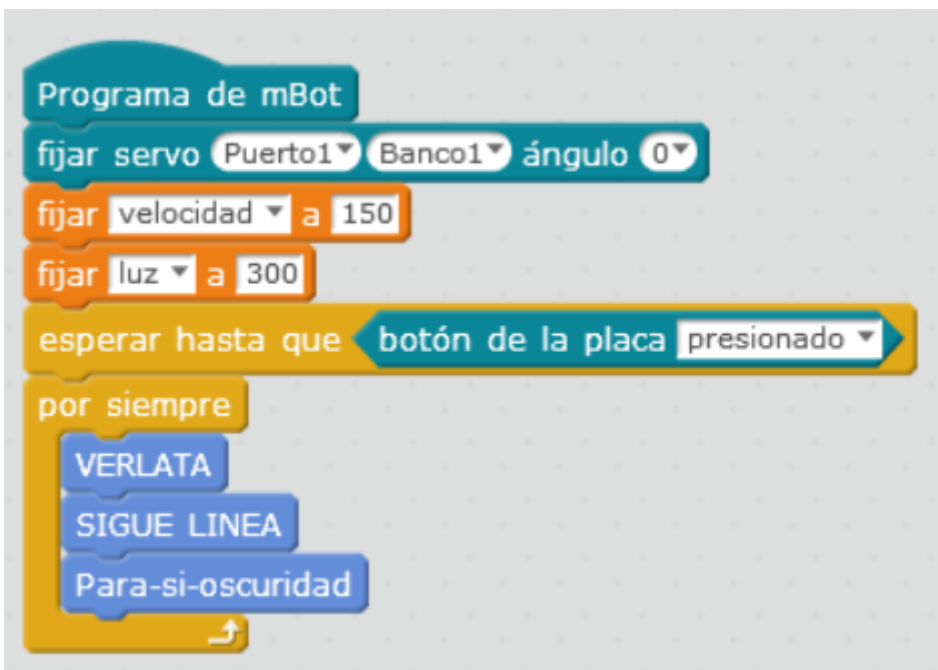 Programa de mBot
fijar servo Puerto1 Banco1 ángulo 0
fijar velocidad a 150
fijar luz a 300
esperar hasta que botón de la placa presionado
por siempre
VERLATA
SIGUE LINEA
Para-si-oscuridad